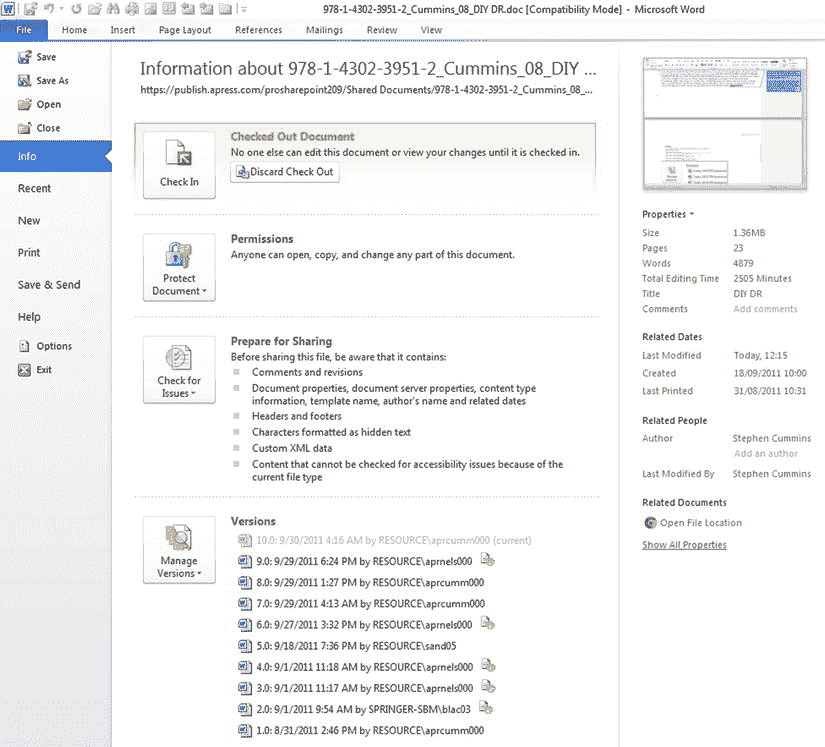 978-1-4302-3951-2_Cummins_08_DIY DR.doc [Compatibility Mode] - Microsoft Word
File Home Insert Page Layout References Mailings Review View
Save
Save As
Open
Close
Info
Recent
New
Print
Save & Send
Help
Options
Exit
Information about 978-1-4302-3951-2_Cummins_08_DIY ...
https://publish.apress.com/prosharepoint209/Shared Documents/978-1-4302-3951-2_Cummins_08_...
Check In
Checked Out Document
No one else can edit this document or view your changes until it is checked in.
Discard Check Out
Protect
Document
Permissions
Anyone can open, copy, and change any part of this document.
Check for
Issues
Prepare for Sharing
Before sharing this file, be aware that it contains:
Comments and revisions
Document properties, document server properties, content type
information, template name, author's name and related dates
Headers and footers
Characters formatted as hidden text
Custom XML data
Content that cannot be checked for accessibility issues because of the
current file type
Manage
Versions
Versions
10.0: 9/30/2011 4:16 AM by RESOURCE\aprcumm000 (current)
9.0: 9/29/2011 6:24 PM by RESOURCE\aprnels000
8.0: 9/29/2011 1:27 PM by RESOURCE\aprcumm000
7.0: 9/29/2011 4:13 AM by RESOURCE\aprcumm000
6.0: 9/27/2011 3:32 PM by RESOURCE\aprnels000
5.0: 9/18/2011 7:36 PM by RESOURCE\sand05
4.0: 9/1/2011 11:18 AM by RESOURCE\aprnels000
3.0: 9/1/2011 11:17 AM by RESOURCE\aprnels000
2.0: 9/1/2011 9:54 AM by SPRINGER-SBM\blac03
1.0: 8/31/2011 2:46 PM by RESOURCE\aprcumm000
Properties
Size 1.36MB
Pages 23
Words 4879
Total Editing Time 2505 Minutes
Title DIY DR
Comments Add comments
Related Dates
Last Modified Today, 12:15
Created 18/09/2011 10:00
Last Printed 31/08/2011 10:31
Related People
Author Stephen Cummins
Add an author
Last Modified By Stephen Cummins
Related Documents
Open File Location
Show All Properties